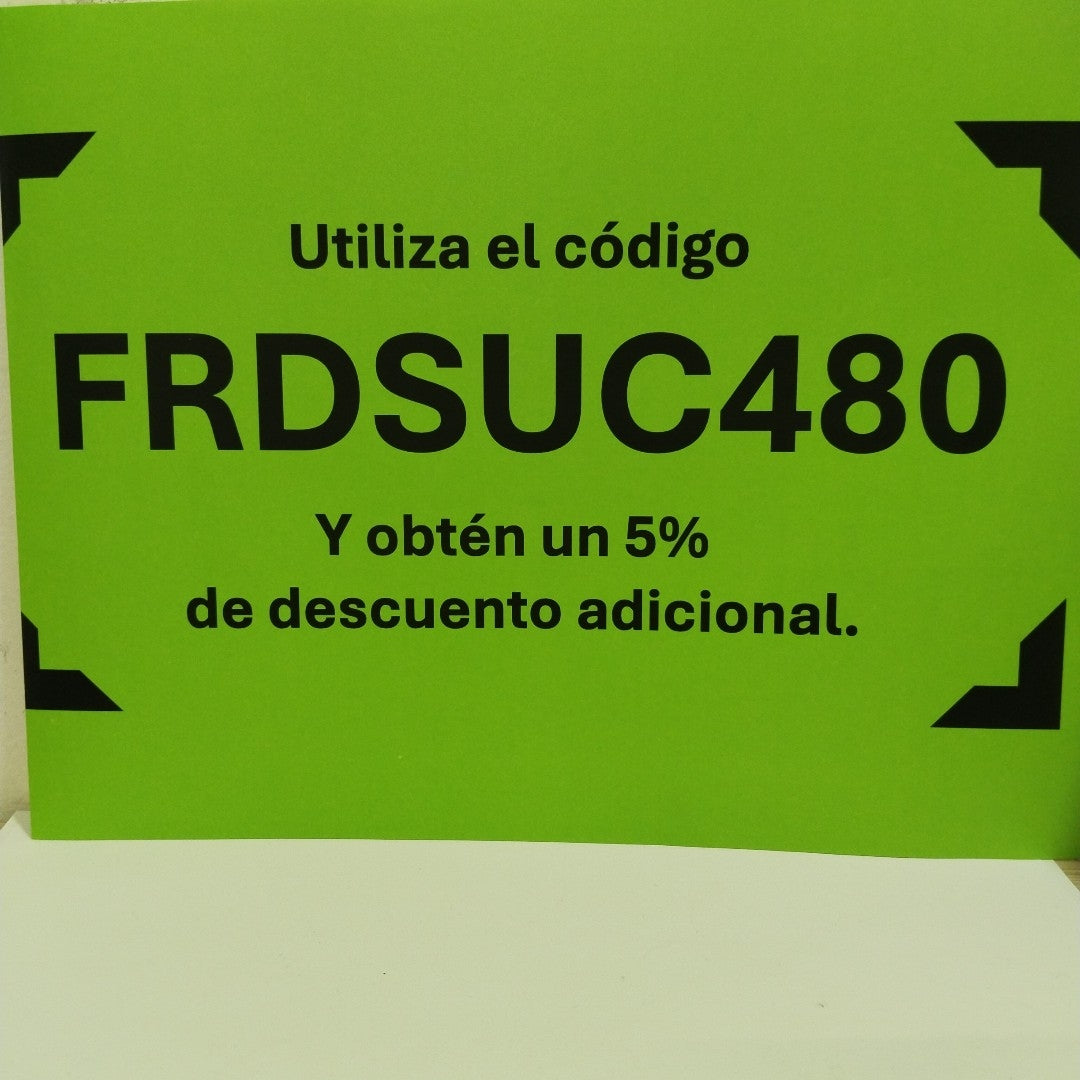 Utiliza el código
FRDSUC480
Y obtén un 5%
de descuento adicional.